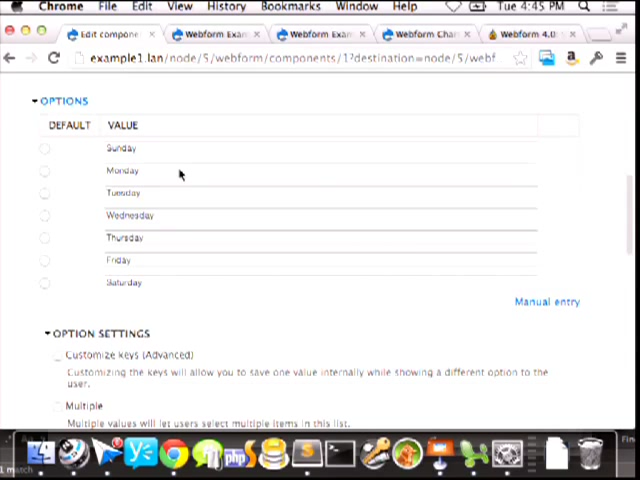 Chrome File Edit View History Bookmarks Window Help Tue 4:45 PM
Edit compone Webform Exam Webform Exam Webform Chan Webform 4.0
example1.lan/node/5/webform/components/1?destination=node/5/webf
OPTIONS
DEFAULT VALUE
Sunday
Monday
Tuesday
Wednesday
Thursday
Friday
Saturday
Manual entry
OPTION SETTINGS
Customize keys (Advanced)
Customizing the keys will allow you to save one value internally while showing a different option to the
user.
Multiple
Multiple values will let users select multiple items in this list.
php
1 match